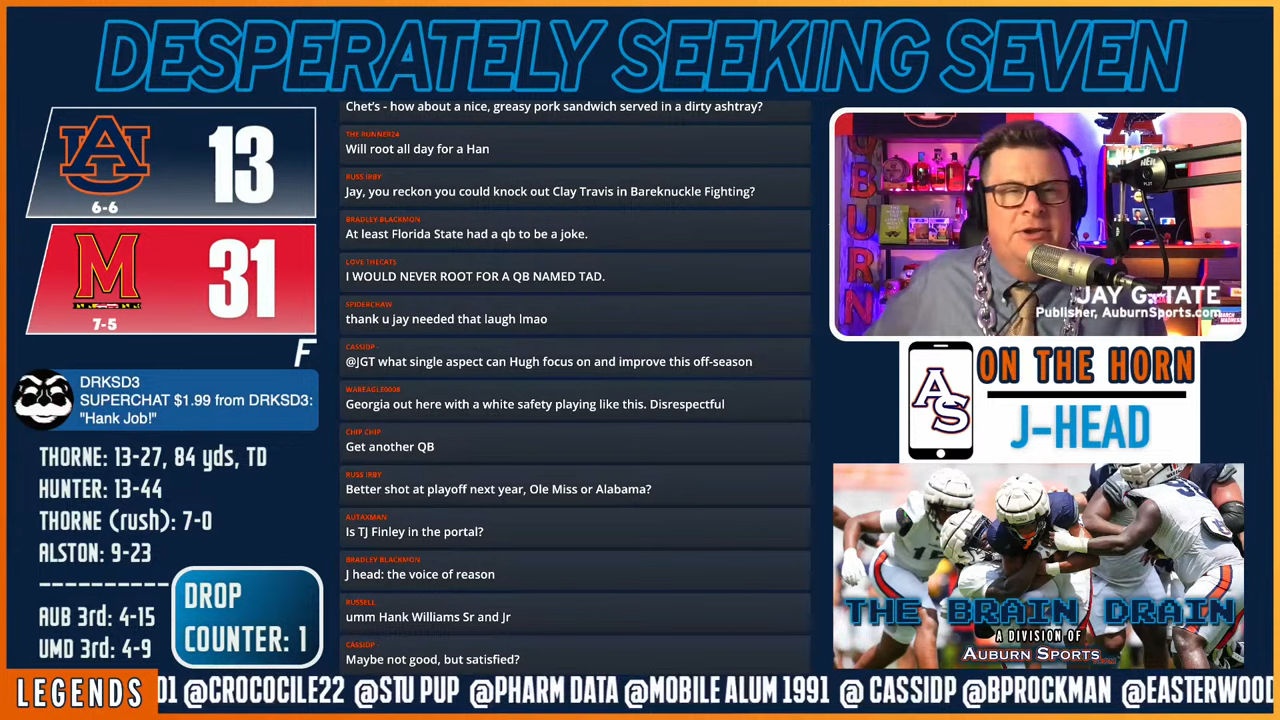 DESPERATELY SEEKING SEVEN
AU
13
6-6
M
31
7-5
F
DRKSD3
SUPERCHAT $1.99 from DRKSD3:
"Hank Job!"
THORNE: 13-27, 84 yds, TD
HUNTER: 13-44
THORNE (rush): 7-0
ALSTON: 9-23
AUB 3rd: 4-15
UMD 3rd: 4-9
DROP
COUNTER: 1
Chet's - how about a nice, greasy pork sandwich served in a dirty ashtray?
THE RUNNER24
Will root all day for a Han
RUSS IRBY
Jay, you reckon you could knock out Clay Travis in Bareknuckle Fighting?
BRADLEY BLACKMON
At least Florida State had a qb to be a joke.
LOVE THECATS
I WOULD NEVER ROOT FOR A QB NAMED TAD.
SPIDERCHAW
thank u jay needed that laugh lmao
CASSIDP
@JGT what single aspect can Hugh focus on and improve this off-season
WAREAGLE0006
Georgia out here with a white safety playing like this. Disrespectful
CHIP CHIP
Get another QB
RUSS IRBY
Better shot at playoff next year, Ole Miss or Alabama?
AUTAXMAN
Is TJ Finley in the portal?
BRADLEY BLACKMON
J head: the voice of reason
RUSSELL
umm Hank Williams Sr and Jr
CASSIDP
Maybe not good, but satisfied?
BURN
JAY G. TATE
Publisher, AuburnSports.com
AS
ON THE HORN
J-HEAD
THE BRAIN DRAIN
A DIVISION OF
AUBURN SPORTS
LEGENDS
01 @CROCOCILE22 @STU PUP @PHARM DATA @MOBILE ALUM 1991 @ CASSIDP @BPROCKMAN @EASTERWOOD